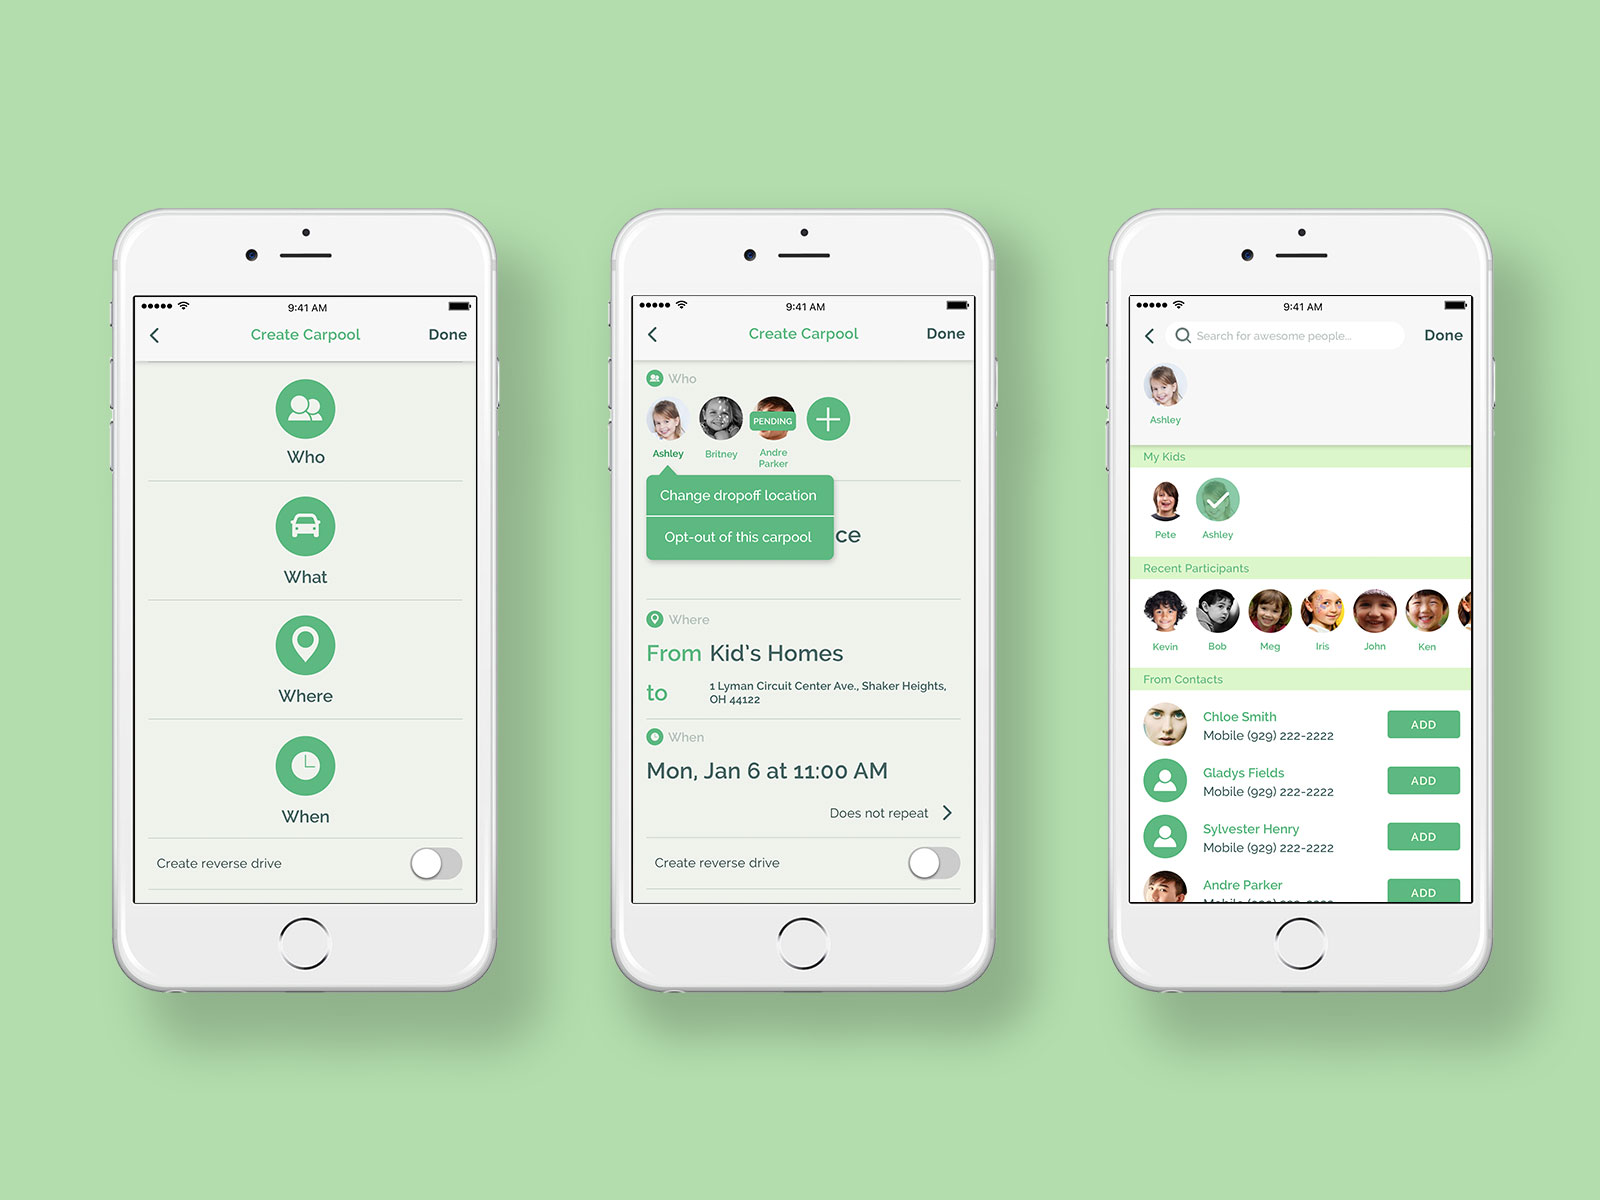 9:41 AM
Create Carpool
Done
Who
What
Where
When
Create reverse drive
9:41 AM
Create Carpool
Done
Who
PENDING
Ashley
Britney
Andre
Parker
Change dropoff location
Opt-out of this carpool
ce
Where
From Kid's Homes
to
1 Lyman Circuit Center Ave., Shaker Heights,
OH 44122
When
Mon, Jan 6 at 11:00 AM
Does not repeat
Create reverse drive
9:41 AM
Search for awesome people...
Done
Ashley
My Kids
Pete
Ashley
Recent Participants
Kevin
Bob
Meg
Iris
John
Ken
From Contacts
Chloe Smith
Mobile (929) 222-2222
ADD
Gladys Fields
Mobile (929) 222-2222
ADD
Sylvester Henry
Mobile (929) 222-2222
ADD
Andre Parker
ADD